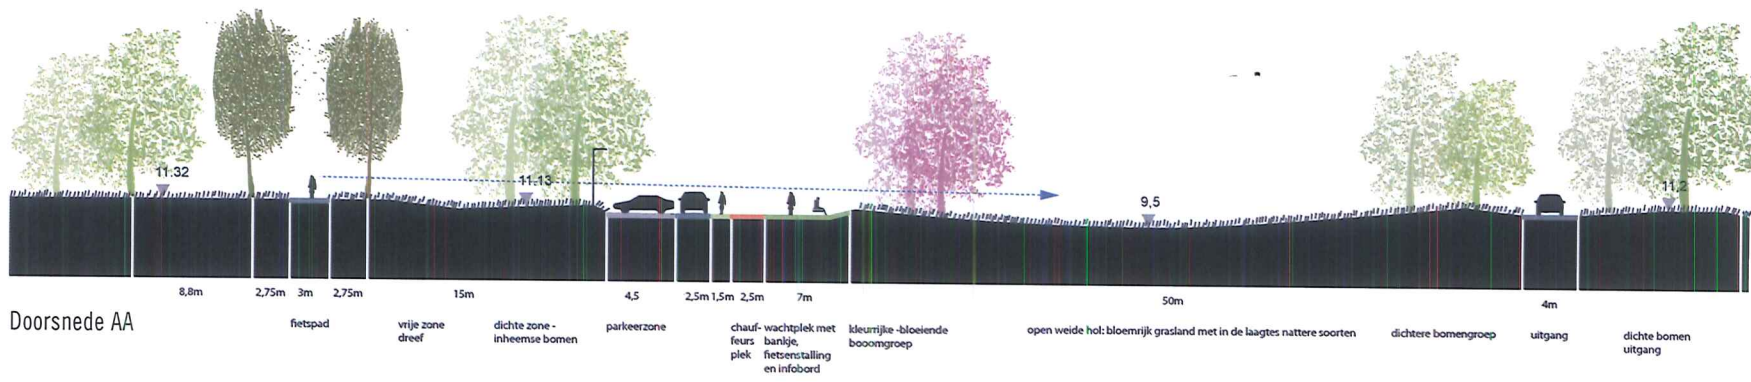 11.32
11.13
9,5
11,2
8,8m
2,75m
3m
2,75m
15m
4,5
2,5m
1,5m
2,5m
7m
50m
4m
Doorsnede AA
fietspad
vrije zone
dreef
dichte zone -
inheemse bomen
parkeerzone
chauf-
feurs
plek
wachtplek met
bankje,
fietsenstalling
en infobord
kleurrijke -bloeiende
booomgroep
open weide hol: bloemrijk grasland met in de laagtes nattere soorten
dichtere bomengroep
uitgang
dichte bomen
uitgang